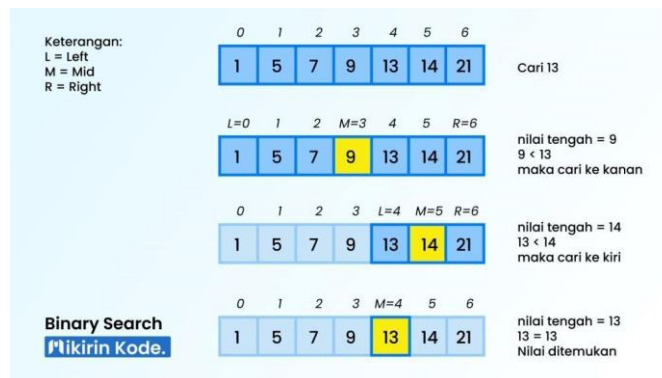 Keterangan:
L = Left
M = Mid
R = Right
0 1 2 3 4 5 6
1 5 7 9 13 14 21
Cari 13
L=0 1 2 M=3 4 5 R=6
1 5 7 9 13 14 21
nilai tengah = 9
9 < 13
maka cari ke kanan
0 1 2 3 L=4 M=5 R=6
1 5 7 9 13 14 21
nilai tengah = 14
13 < 14
maka cari ke kiri
0 1 2 3 M=4 5 6
1 5 7 9 13 14 21
nilai tengah = 13
13 = 13
Nilai ditemukan
Binary Search
Mikirin Kode.